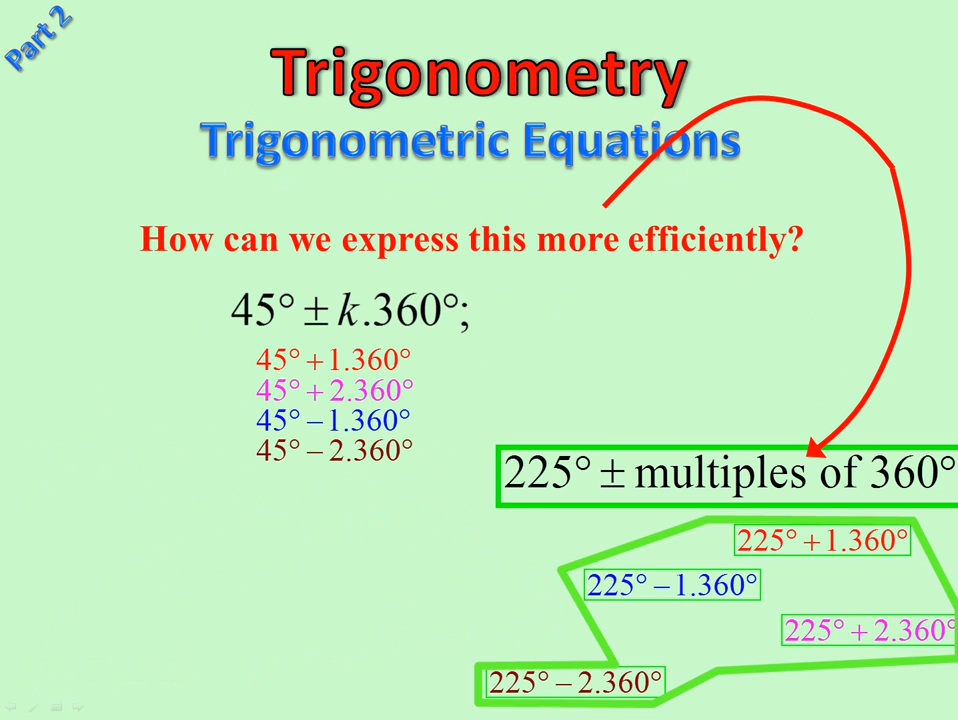 Part 2
Trigonometry
Trigonometric Equations
How can we express this more efficiently?
45° ± k.360°;
45° + 1.360°
45° + 2.360°
45° − 1.360°
45° − 2.360°
225° ± multiples of 360°
225° + 1.360°
225° − 1.360°
225° + 2.360°
225° − 2.360°